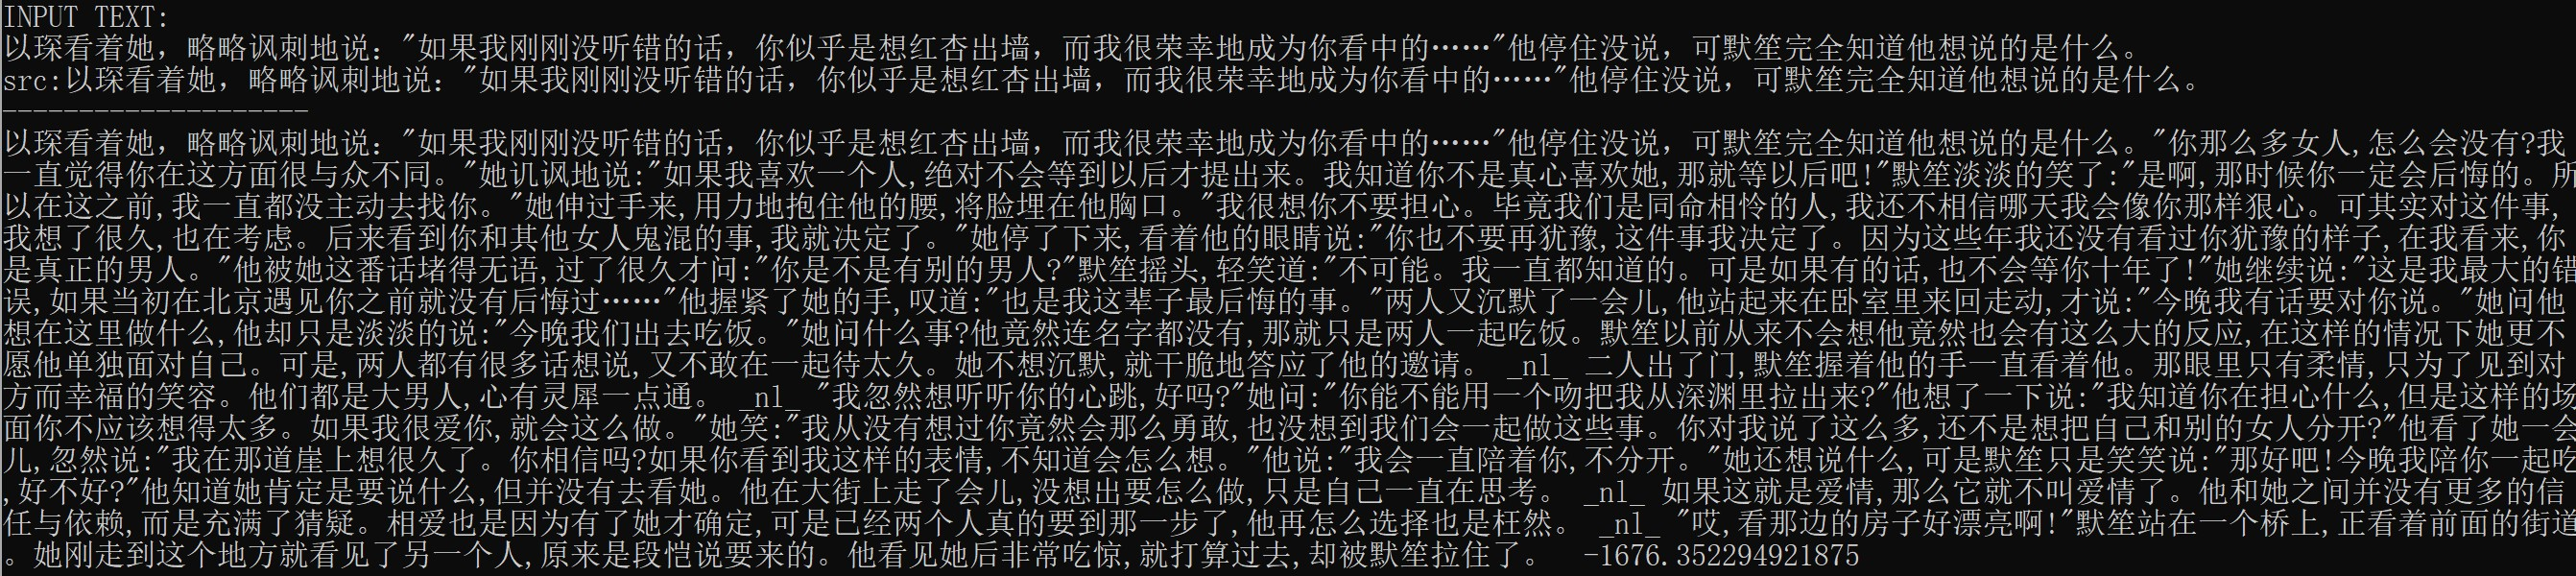 INPUT TEXT:
以琛看着她，略略讽刺地说："如果我刚刚没听错的话，你似乎是想红杏出墙，而我很荣幸地成为你看中的……"他停住没说，可默笙完全知道他想说的是什么。
src:以琛看着她，略略讽刺地说："如果我刚刚没听错的话，你似乎是想红杏出墙，而我很荣幸地成为你看中的……"他停住没说，可默笙完全知道他想说的是什么。
--------------------
以琛看着她，略略讽刺地说："如果我刚刚没听错的话，你似乎是想红杏出墙，而我很荣幸地成为你看中的……"他停住没说，可默笙完全知道他想说的是什么。"你那么多女人,怎么会没有?我
一直觉得你在这方面很与众不同。"她讥讽地说:"如果我喜欢一个人,绝对不会等到以后才提出来。我知道你不是真心喜欢她,那就等以后吧!"默笙淡淡的笑了:"是啊,那时候你一定会后悔的。所
以在这之前,我一直都没主动去找你。"她伸过手来,用力地抱住他的腰,将脸埋在他胸口。"我很想你不要担心。毕竟我们是同命相怜的人,我还不相信哪天我会像你那样狠心。可其实对这件事,
我想了很久,也在考虑。后来看到你和其他女人鬼混的事,我就决定了。"她停了下来,看着他的眼睛说:"你也不要再犹豫,这件事我决定了。因为这些年我还没有看过你犹豫的样子,在我看来,你
是真正的男人。"他被她这番话堵得无语,过了很久才问:"你是不是有别的男人?"默笙摇头,轻笑道:"不可能。我一直都知道的。可是如果有的话,也不会等你十年了!"她继续说:"这是我最大的错
误,如果当初在北京遇见你之前就没有后悔过……"他握紧了她的手,叹道:"也是我这辈子最后悔的事。"两人又沉默了一会儿,他站起来在卧室里来回走动,才说:"今晚我有话要对你说。"她问他
想在这里做什么,他却只是淡淡的说:"今晚我们出去吃饭。"她问什么事?他竟然连名字都没有,那就只是两人一起吃饭。默笙以前从来不会想他竟然也会有这么大的反应,在这样的情况下她更不
愿他单独面对自己。可是,两人都有很多话想说,又不敢在一起待太久。她不想沉默,就干脆地答应了他的邀请。 _nl_ 二人出了门,默笙握着他的手一直看着他。那眼里只有柔情,只为了见到对
方而幸福的笑容。他们都是大男人,心有灵犀一点通。 _nl_ "我忽然想听听你的心跳,好吗?"她问:"你能不能用一个吻把我从深渊里拉出来?"他想了一下说:"我知道你在担心什么,但是这样的场
面你不应该想得太多。如果我很爱你,就会这么做。"她笑:"我从没有想过你竟然会那么勇敢,也没想到我们会一起做这些事。你对我说了这么多,还不是想把自己和别的女人分开?"他看了她一会
儿,忽然说:"我在那道崖上想很久了。你相信吗?如果你看到我这样的表情,不知道会怎么想。"他说:"我会一直陪着你,不分开。"她还想说什么,可是默笙只是笑笑说:"那好吧!今晚我陪你一起吃
,好不好?"他知道她肯定是要说什么,但并没有去看她。他在大街上走了会儿,没想出要怎么做,只是自己一直在思考。 _nl_ 如果这就是爱情,那么它就不叫爱情了。他和她之间并没有更多的信
任与依赖,而是充满了猜疑。相爱也是因为有了她才确定,可是已经两个人真的要到那一步了,他再怎么选择也是枉然。 _nl_ "哎,看那边的房子好漂亮啊!"默笙站在一个桥上,正看着前面的街道
。她刚走到这个地方就看见了另一个人,原来是段恺说要来的。他看见她后非常吃惊,就打算过去,却被默笙拉住了。 -1676.352294921875